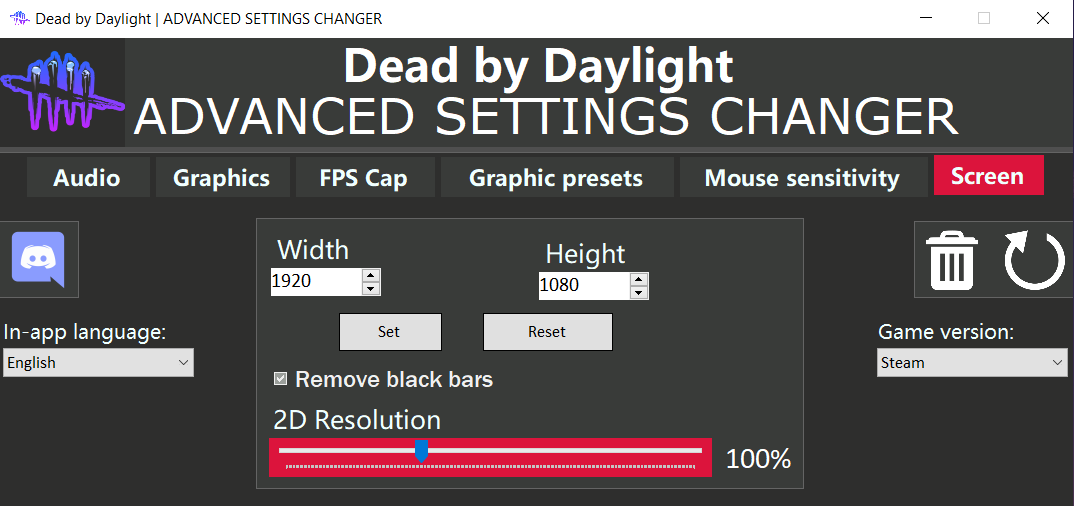 Dead by Daylight | ADVANCED SETTINGS CHANGER
Dead by Daylight
ADVANCED SETTINGS CHANGER
Audio Graphics FPS Cap Graphic presets Mouse sensitivity Screen
Width Height
1920 1080
Set Reset
In-app language: Game version:
English Steam
Remove black bars
2D Resolution
100%